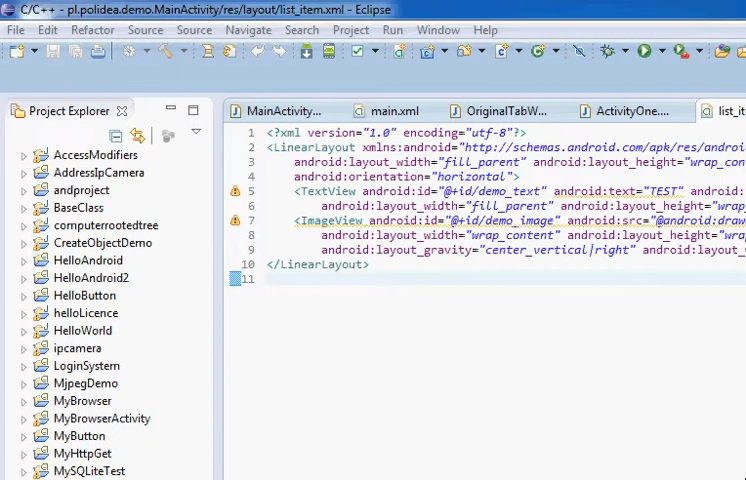 C/C++ - pl.polidea.demo.MainActivity/res/layout/list_item.xml - Eclipse
File Edit Refactor Source Navigate Search Project Run Window Help
Project Explorer
MainActivity... main.xml OriginalTabW... ActivityOne.... list_it
AccessModifiers
AddressIpCamera
andproject
BaseClass
computerrootedtree
CreateObjectDemo
HelloAndroid
HelloAndroid2
HelloButton
helloLicence
HelloWorld
ipcamera
LoginSystem
MjpegDemo
MyBrowser
MyBrowserActivity
MyButton
MyHttpGet
MySQLiteTest
1 <?xml version="1.0" encoding="utf-8"?>
2 <LinearLayout xmlns:android="http://schemas.android.com/apk/res/andro
3 android:layout_width="fill_parent" android:layout_height="wrap_con
4 android:orientation="horizontal">
5 <TextView android:id="@+id/demo_text" android:text="TEST" android:
6 android:layout_width="fill_parent" android:layout_height="wrap
7 <ImageView android:id="@+id/demo_image" android:src="@android:draw
8 android:layout_width="wrap_content" android:layout_height="wra
9 android:layout_gravity="center_vertical|right" android:layout_w
10 </LinearLayout>
11